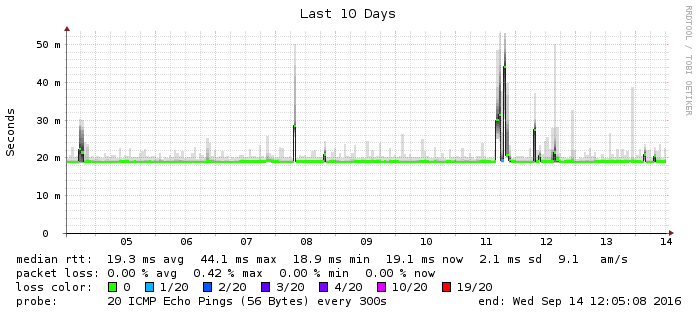 Last 10 Days
RRDTOOL / TOBI OETIKER
Seconds
50 m
40 m
30 m
20 m
10 m
0
05 06 07 08 09 10 11 12 13 14
median rtt: 19.3 ms avg 44.1 ms max 18.9 ms min 19.1 ms now 2.1 ms sd 9.1 am/s
packet loss: 0.00 % avg 0.42 % max 0.00 % min 0.00 % now
loss color: 0 1/20 2/20 3/20 4/20 10/20 19/20
probe: 20 ICMP Echo Pings (56 Bytes) every 300s end: Wed Sep 14 12:05:08 2016